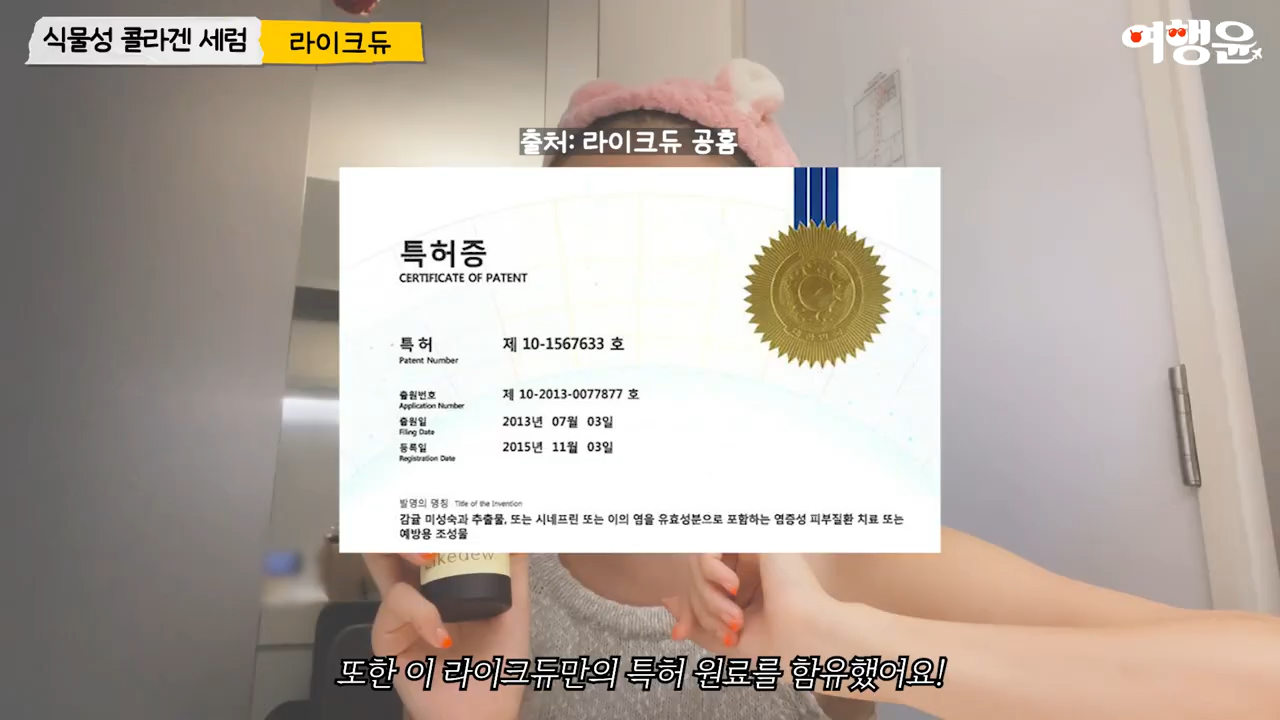 식물성 콜라겐 세럼 라이크듀
여행윤
출처: 라이크듀 공홈
특허증
CERTIFICATE OF PATENT
특 허 제 10-1567633 호
Patent Number
출원번호 제 10-2013-0077877 호
Application Number
출원일 2013년 07월 03일
Filing Date
등록일 2015년 11월 03일
Registration Date
발명의 명칭 Title of the Invention
감귤 미성숙과 추출물, 또는 시네프린 또는 이의 염을 유효성분으로 포함하는 염증성 피부질환 치료 또는
예방용 조성물
likedew
또한 이 라이크듀만의 특허 원료를 함유했어요!